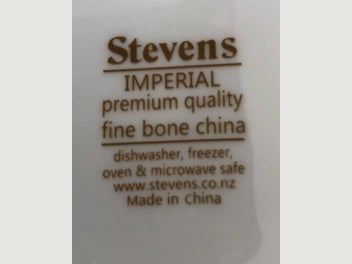 Stevens
IMPERIAL
premium quality
fine bone china
dishwasher, freezer,
oven & microwave safe
www.stevens.co.nz
Made in China